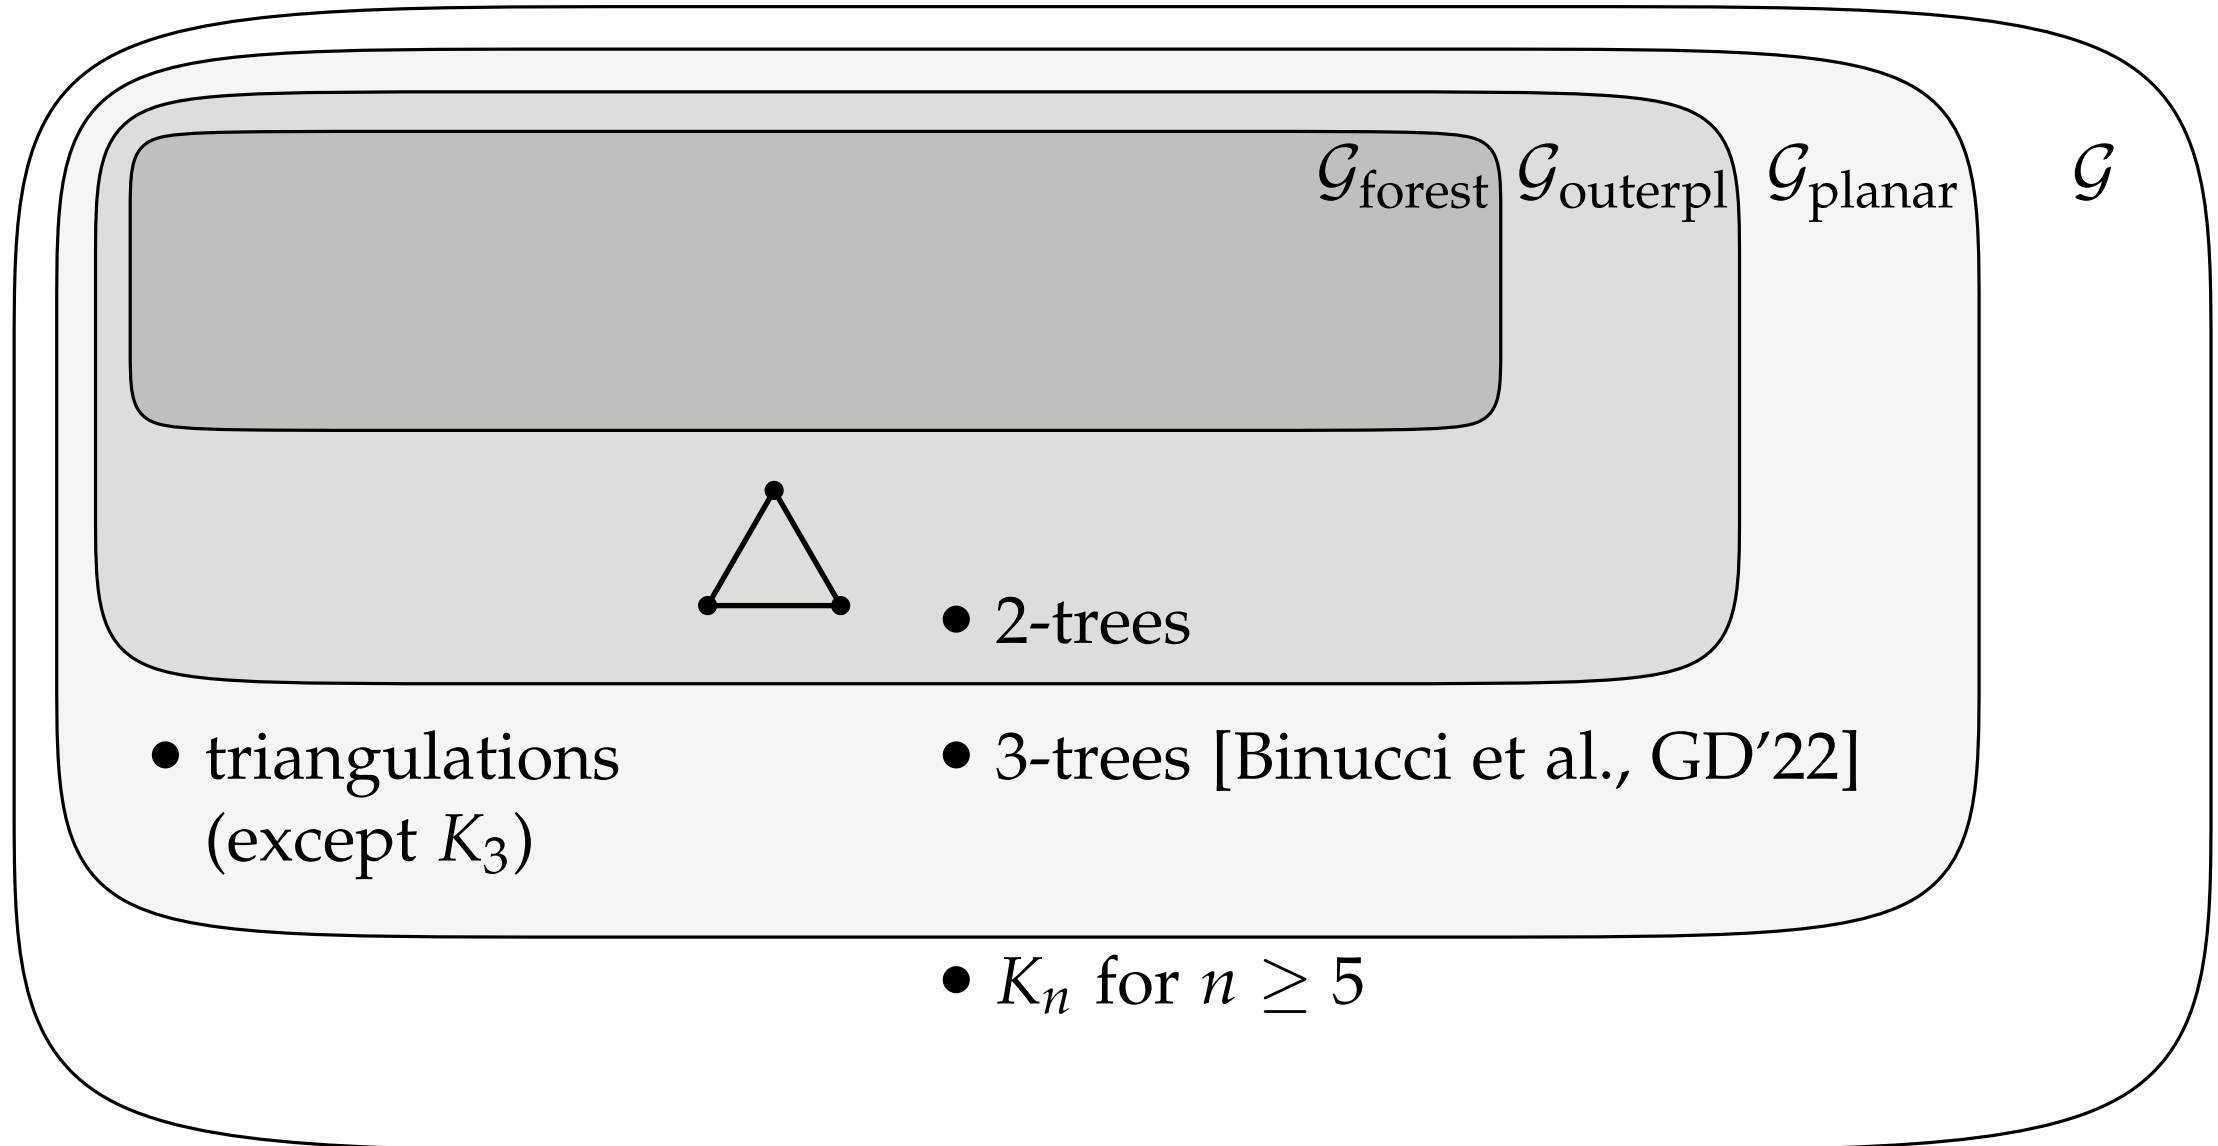 𝒢forest 𝒢outerpl 𝒢planar 𝒢
• 2-trees
• triangulations
(except K₃)
• 3-trees [Binucci et al., GD’22]
• Kₙ for n ≥ 5